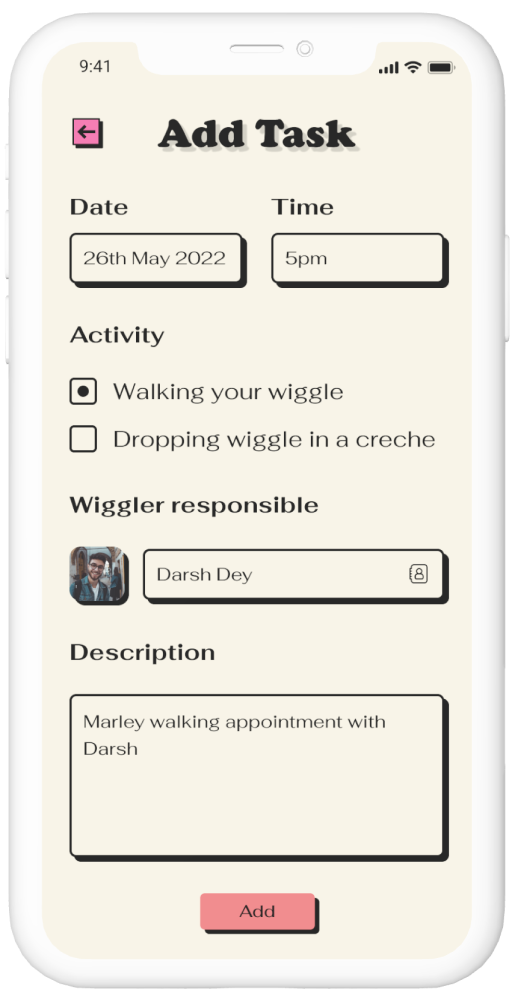 9:41
Add Task
Date
Time
26th May 2022
5pm
Activity
Walking your wiggle
Dropping wiggle in a creche
Wiggler responsible
Darsh Dey
Description
Marley walking appointment with
Darsh
Add